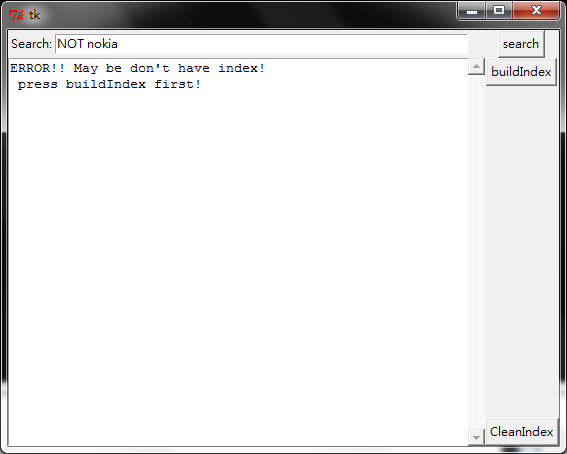 tk
Search: NOT nokia search
ERROR!! May be don't have index!
press buildIndex first!
buildIndex
CleanIndex